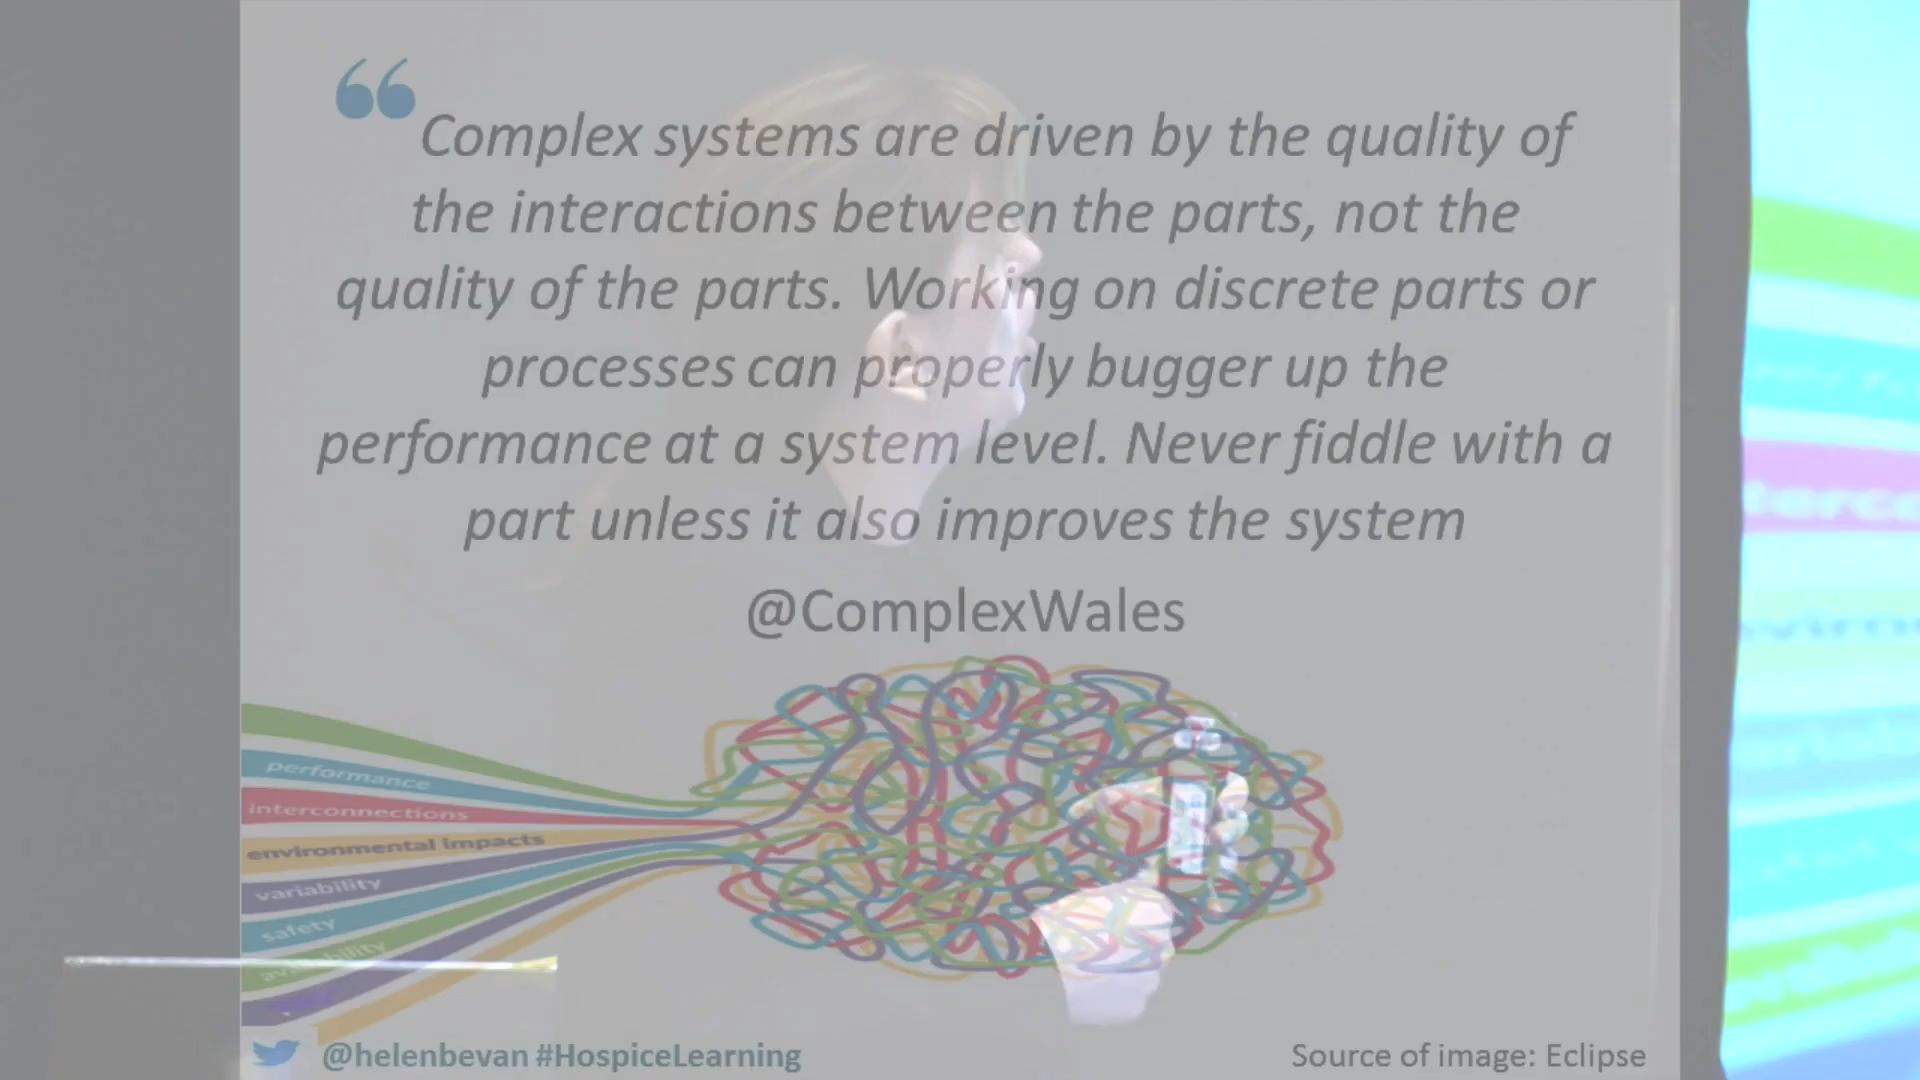 “Complex systems are driven by the quality of
the interactions between the parts, not the
quality of the parts. Working on discrete parts or
processes can properly bugger up the
performance at a system level. Never fiddle with a
part unless it also improves the system
@ComplexWales
performance
interconnections
environmental impacts
variability
safety
availability
@helenbevan #HospiceLearning
Source of image: Eclipse